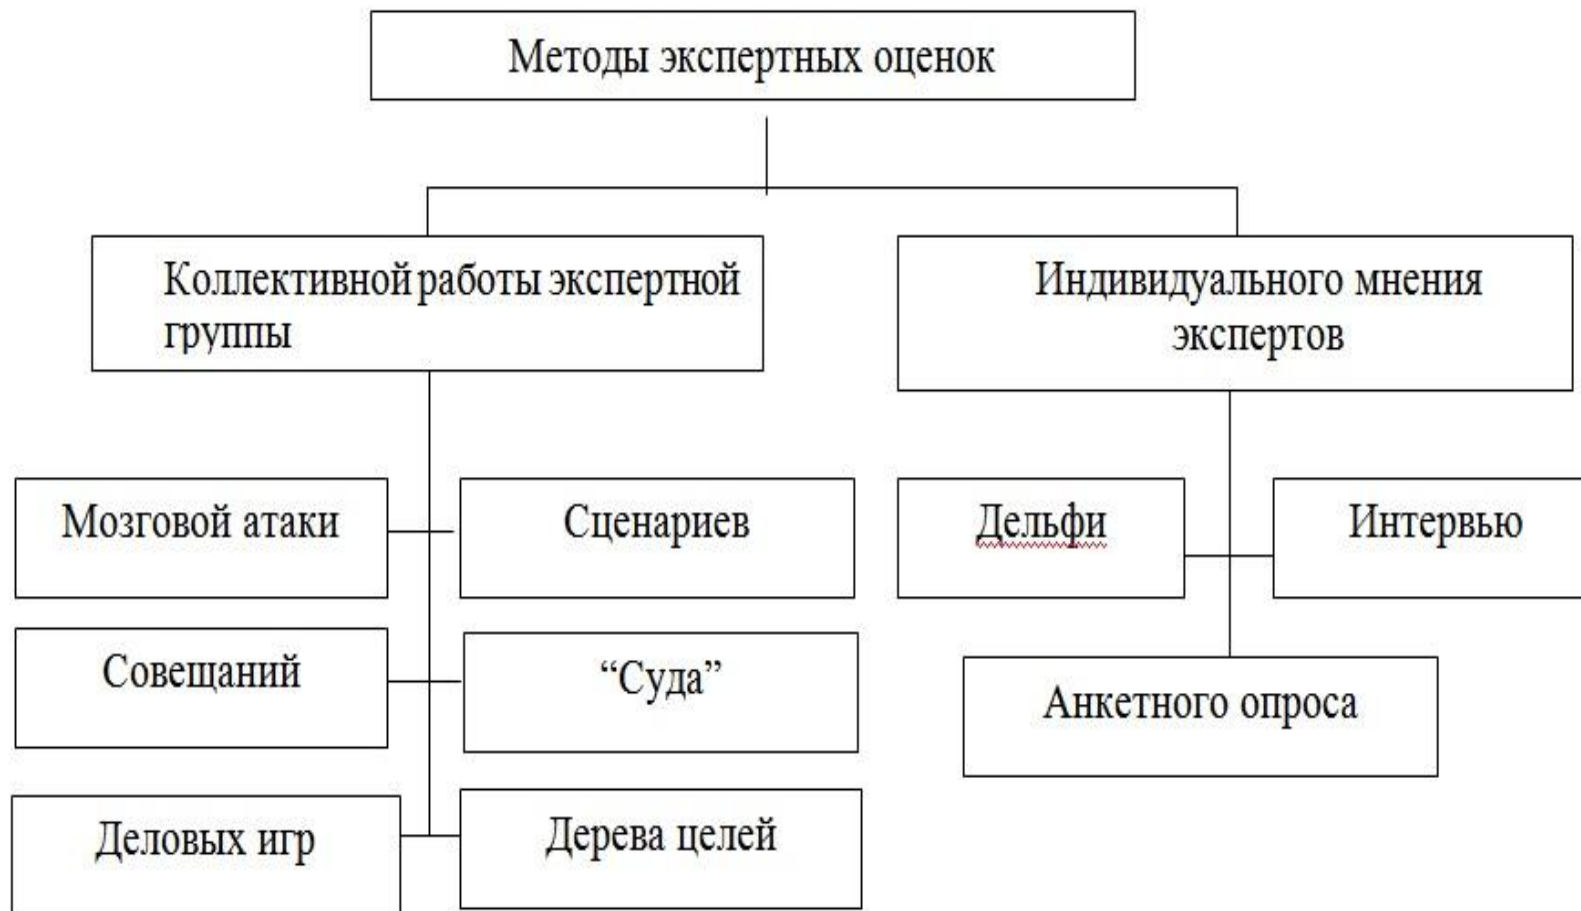 Методы экспертных оценок
Коллективной работы экспертной
группы
Индивидуального мнения
экспертов
Мозговой атаки
Сценариев
Дельфи
Интервью
Совещаний
“Суда”
Анкетного опроса
Деловых игр
Дерева целей